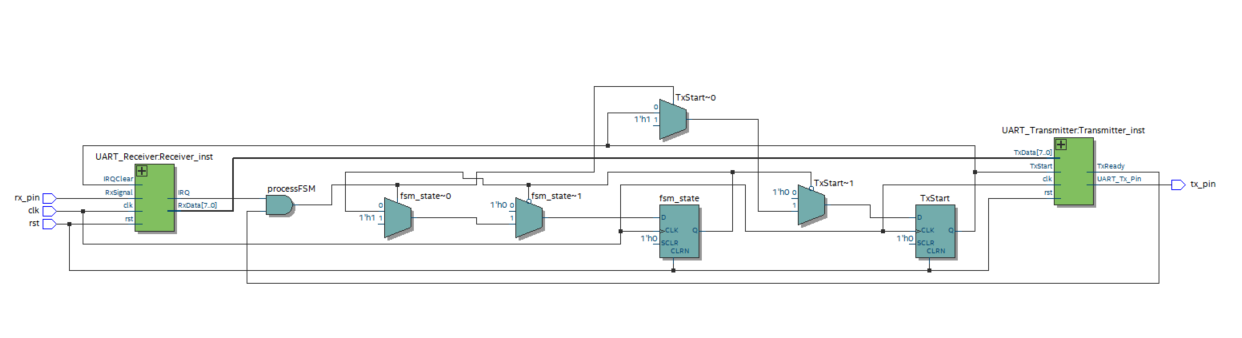 TxStart~0
0
1'h1 1
UART_Transmitter:Transmitter_inst
TxData[7..0]
TxStart
clk
rst
TxReady
UART_Tx_Pin
tx_pin
UART_Receiver:Receiver_inst
IRQClear
RxSignal
clk
rst
IRQ
RxData[7..0]
rx_pin
clk
rst
processFSM
fsm_state~0
0
1'h1 1
fsm_state~1
1'h0 0
1
fsm_state
D
CLK
1'h0 SCLR
CLRN
Q
TxStart~1
1'h0 0
1
TxStart
D
CLK
1'h0 SCLR
CLRN
Q